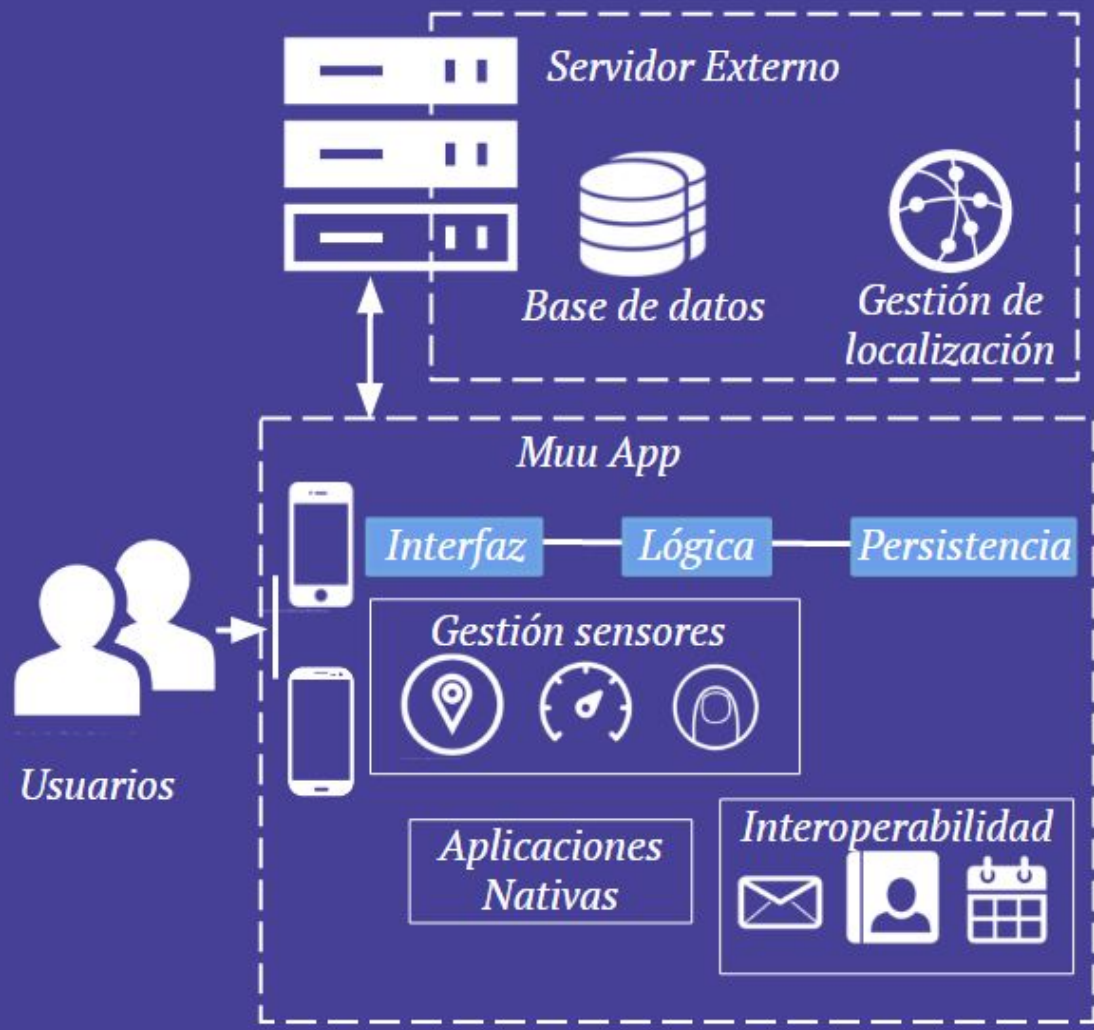 Servidor Externo
Base de datos
Gestión de
localización
Muu App
Interfaz
Lógica
Persistencia
Gestión sensores
Usuarios
Aplicaciones
Nativas
Interoperabilidad